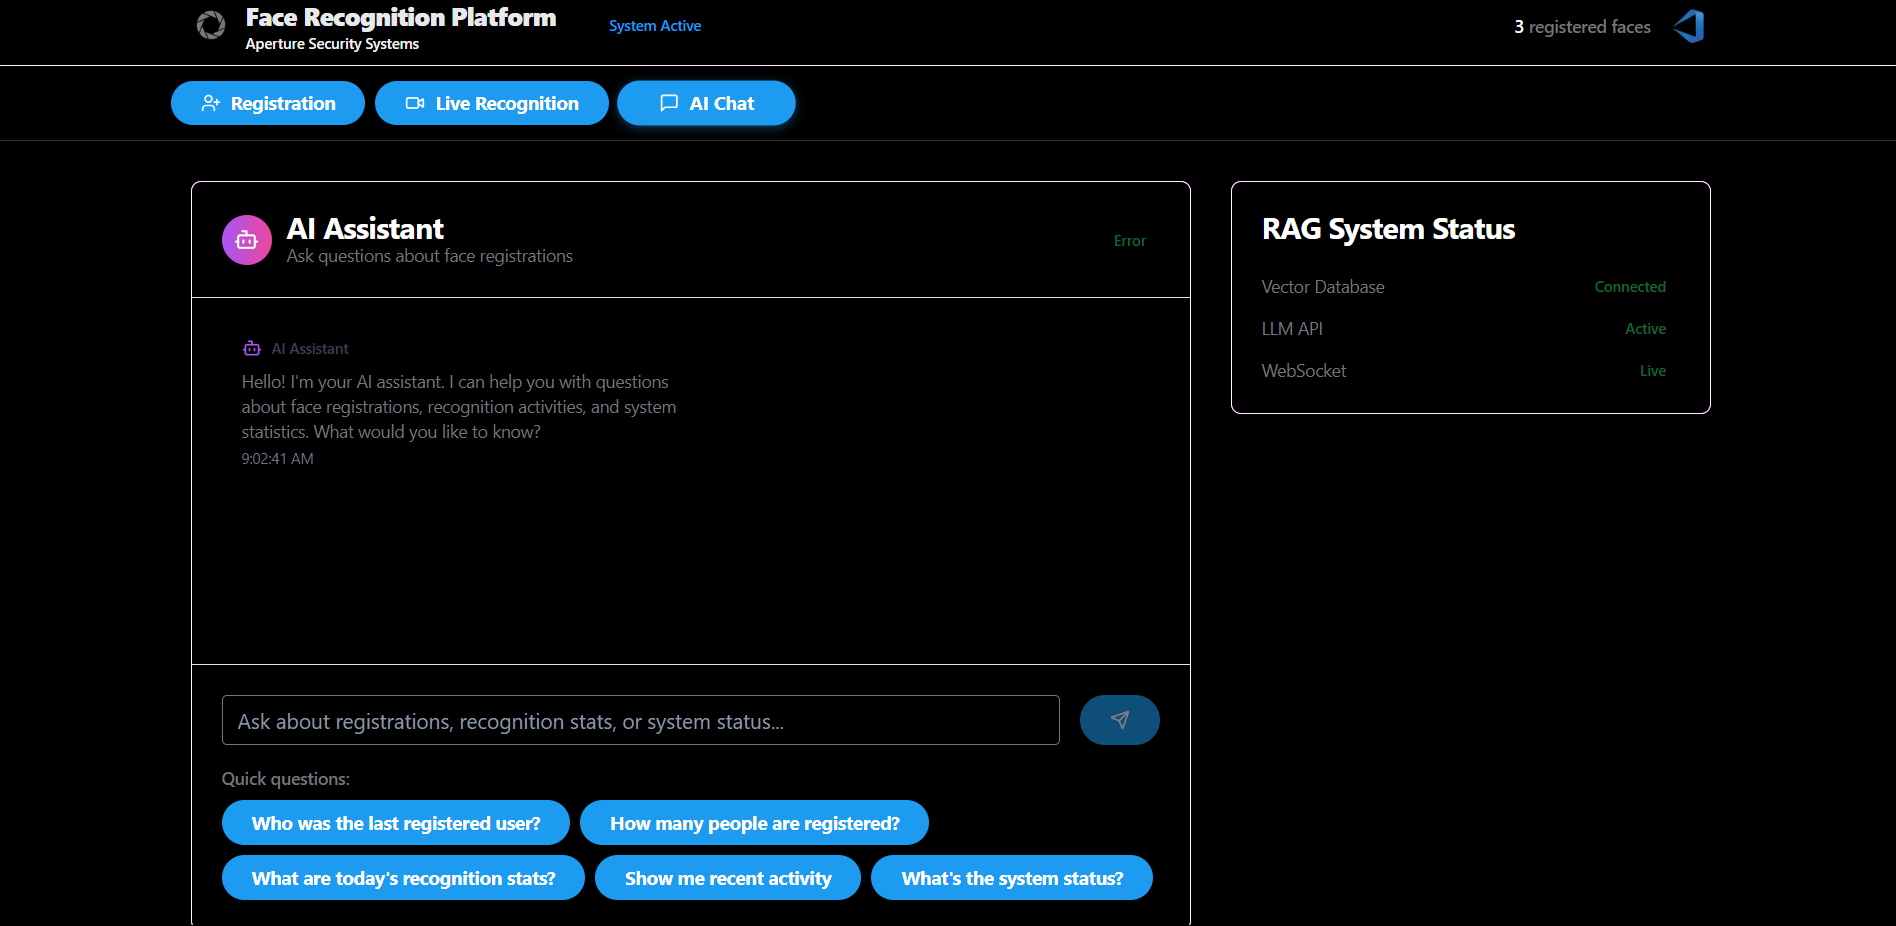 Face Recognition Platform
Aperture Security Systems
System Active
3 registered faces
Registration
Live Recognition
AI Chat
AI Assistant
Ask questions about face registrations
Error
AI Assistant
Hello! I'm your AI assistant. I can help you with questions
about face registrations, recognition activities, and system
statistics. What would you like to know?
9:02:41 AM
Ask about registrations, recognition stats, or system status...
Quick questions:
Who was the last registered user?
How many people are registered?
What are today's recognition stats?
Show me recent activity
What's the system status?
RAG System Status
Vector Database
Connected
LLM API
Active
WebSocket
Live